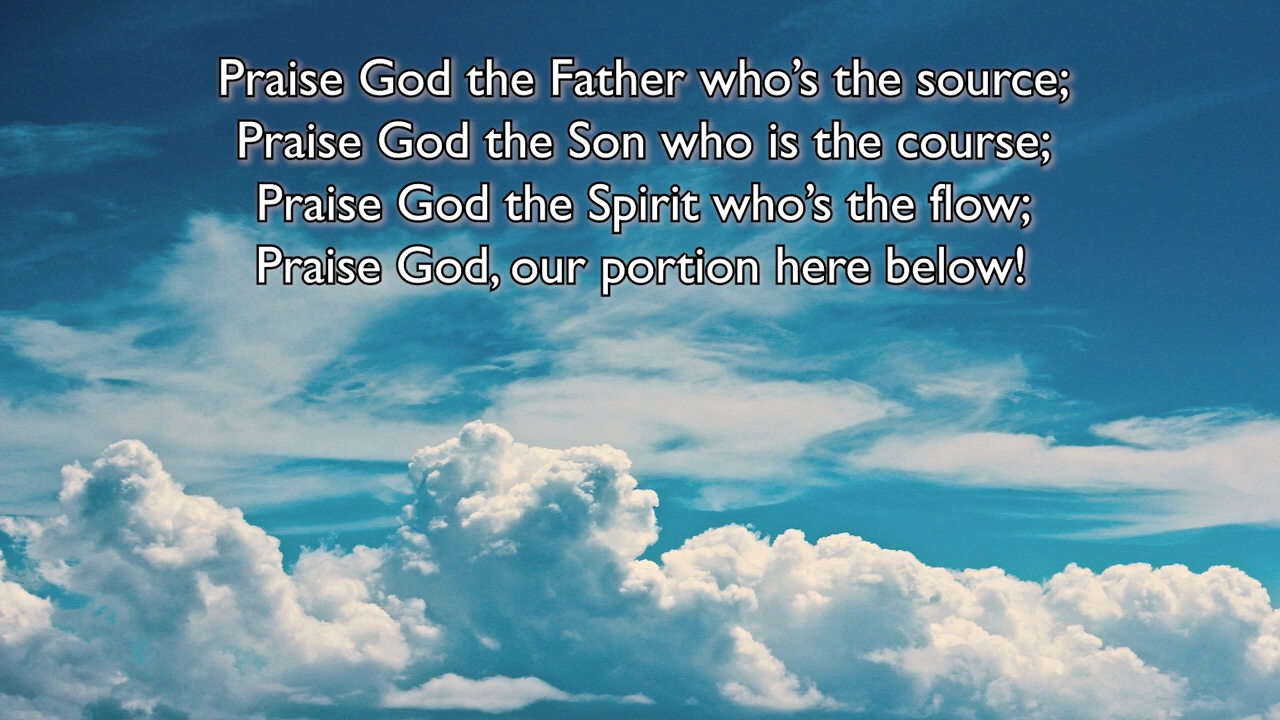 Praise God the Father who’s the source;
Praise God the Son who is the course;
Praise God the Spirit who’s the flow;
Praise God, our portion here below!